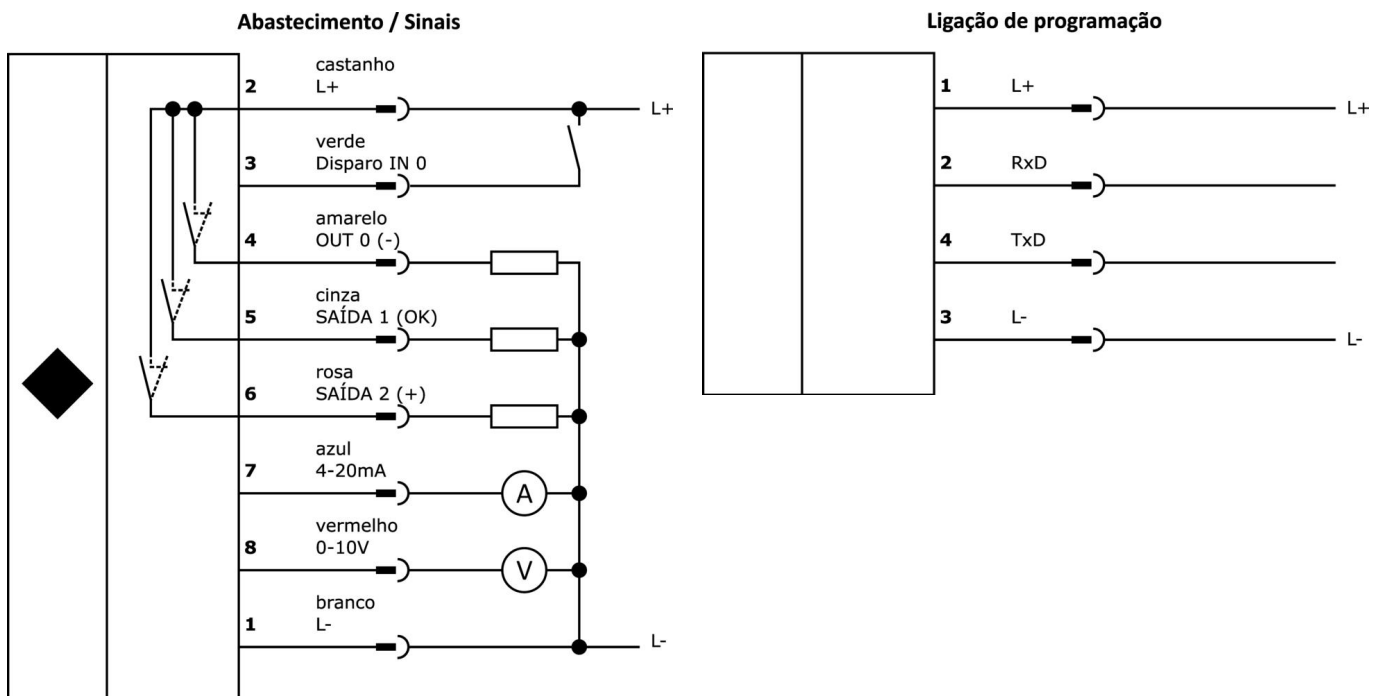 Abastecimento / Sinais
castanho
2 L+ L+
verde
3 Disparo IN 0
amarelo
4 OUT 0 (-)
cinza
5 SAÍDA 1 (OK)
rosa
6 SAÍDA 2 (+)
azul
7 4-20mA
A
vermelho
8 0-10V
V
branco
1 L- L-
Ligação de programação
1 L+ L+
2 RxD
4 TxD
3 L- L-